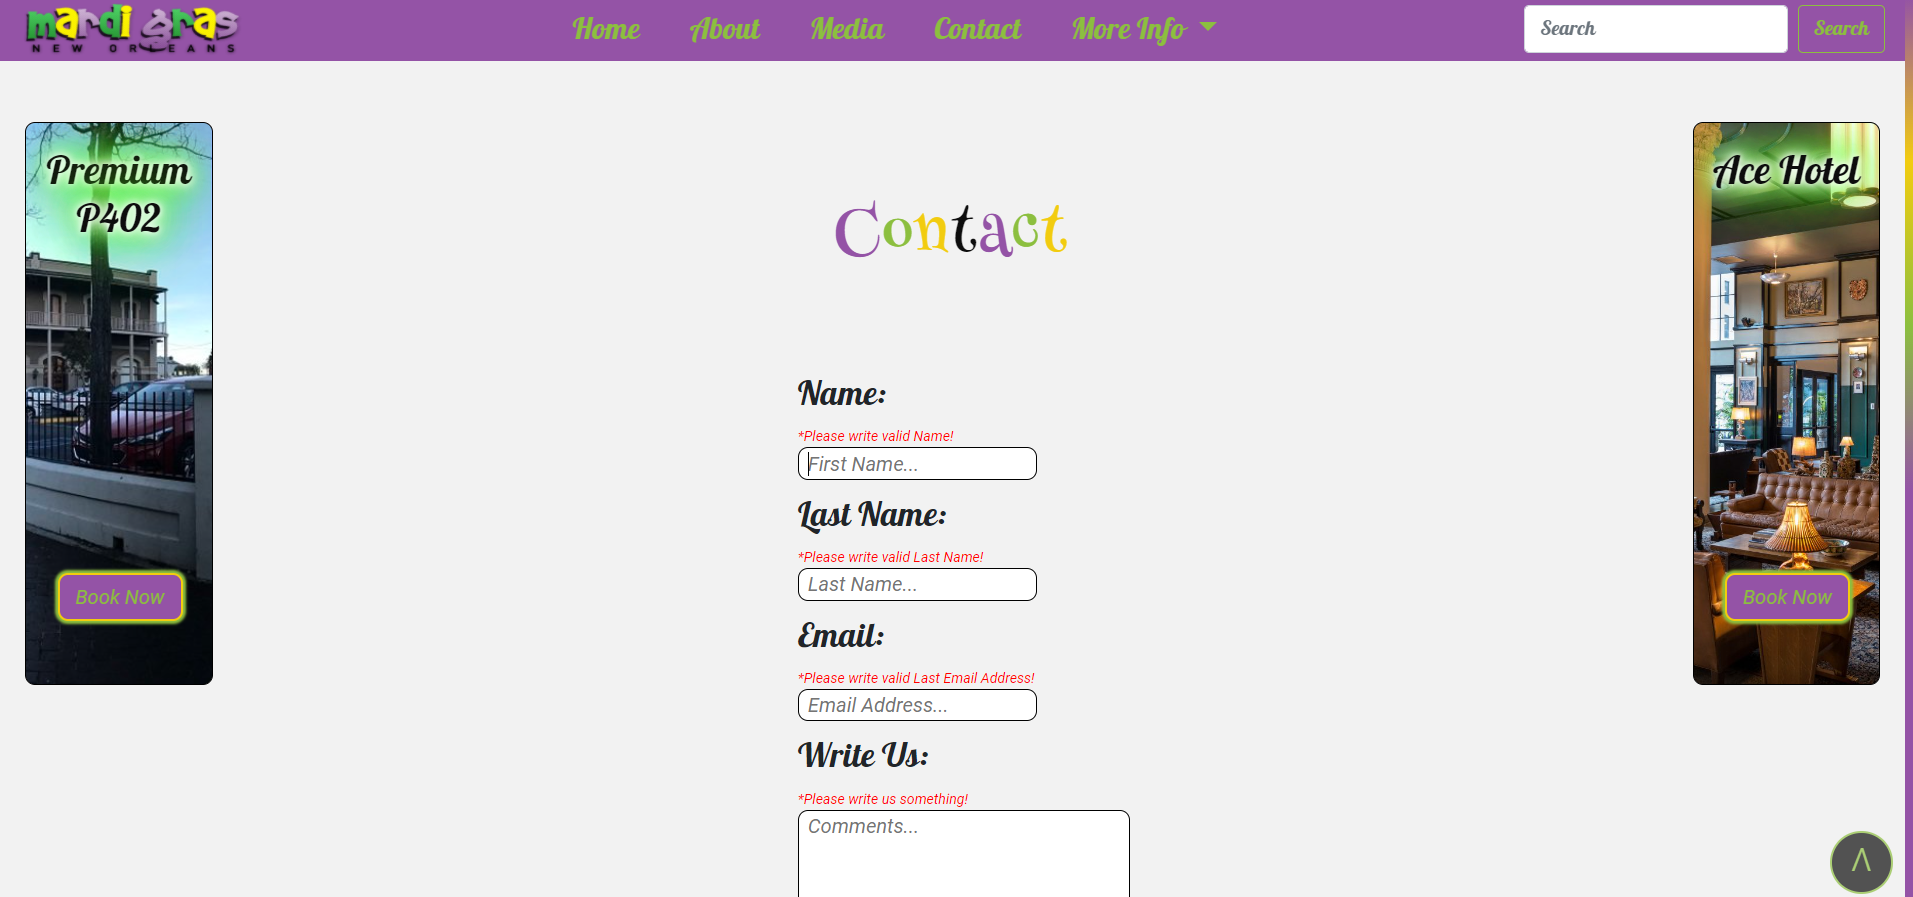 mardi gras
NEW ORLEANS
Home
About
Media
Contact
More Info
Search
Search
Premium
P402
Book Now
Contact
Name:
*Please write valid Name!
First Name...
Last Name:
*Please write valid Last Name!
Last Name...
Email:
*Please write valid Last Email Address!
Email Address...
Write Us:
*Please write us something!
Comments...
Ace Hotel
Book Now